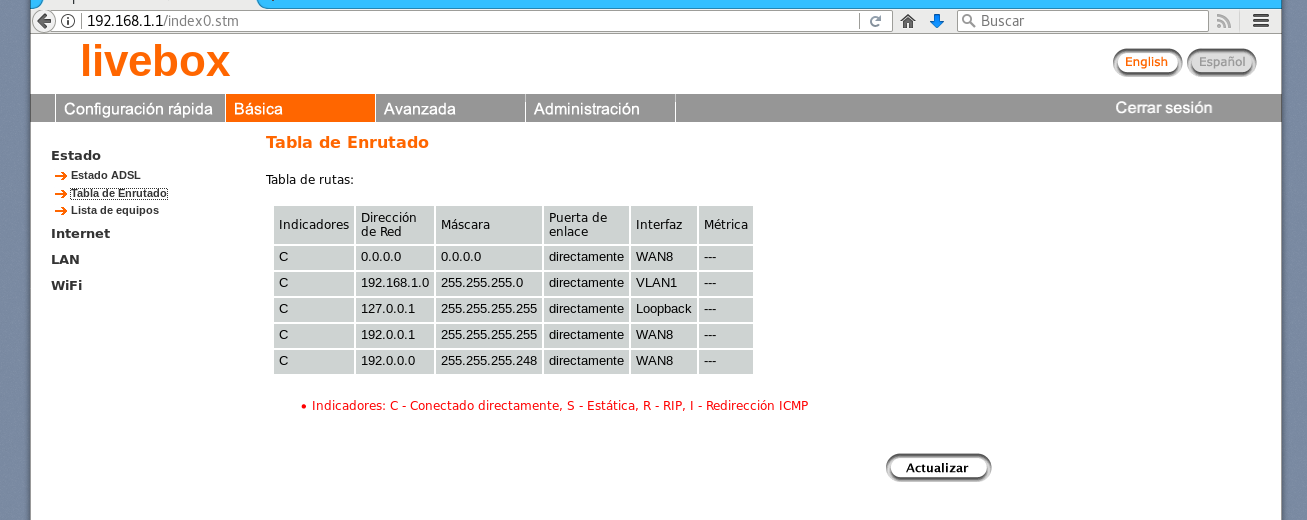 192.168.1.1/index0.stm
Buscar
livebox
English
Español
Configuración rápida
Básica
Avanzada
Administración
Cerrar sesión
Tabla de Enrutado
Estado
Estado ADSL
Tabla de Enrutado
Lista de equipos
Internet
LAN
WiFi
Tabla de rutas:
Indicadores Dirección de Red Máscara Puerta de enlace Interfaz Métrica
C 0.0.0.0 0.0.0.0 directamente WAN8 ---
C 192.168.1.0 255.255.255.0 directamente VLAN1 ---
C 127.0.0.1 255.255.255.255 directamente Loopback ---
C 192.0.0.1 255.255.255.255 directamente WAN8 ---
C 192.0.0.0 255.255.255.248 directamente WAN8 ---
• Indicadores: C - Conectado directamente, S - Estática, R - RIP, I - Redirección ICMP
Actualizar